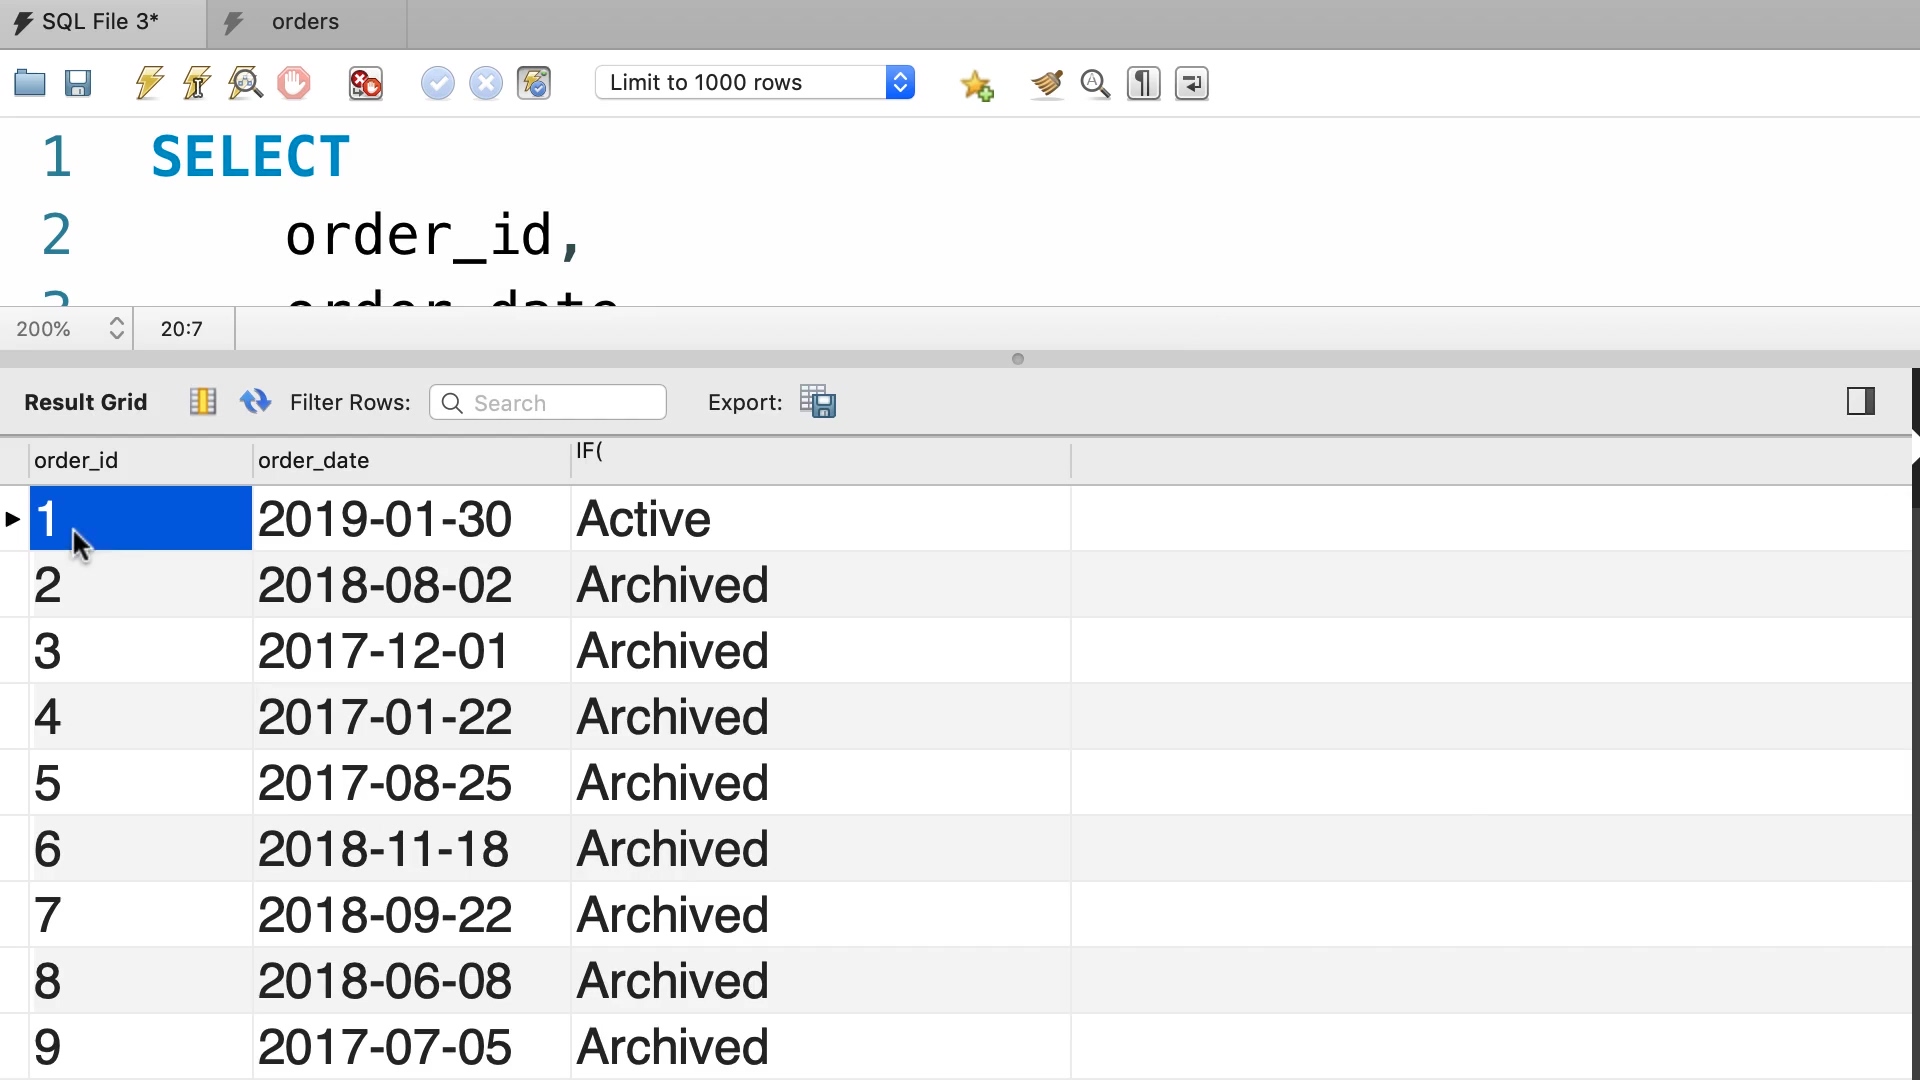 SQL File 3*
orders
Limit to 1000 rows
1 SELECT
2 order_id,
3 order_date
200% 20:7
Result Grid Filter Rows: Search Export:
order_id order_date IF(
1 2019-01-30 Active
2 2018-08-02 Archived
3 2017-12-01 Archived
4 2017-01-22 Archived
5 2017-08-25 Archived
6 2018-11-18 Archived
7 2018-09-22 Archived
8 2018-06-08 Archived
9 2017-07-05 Archived